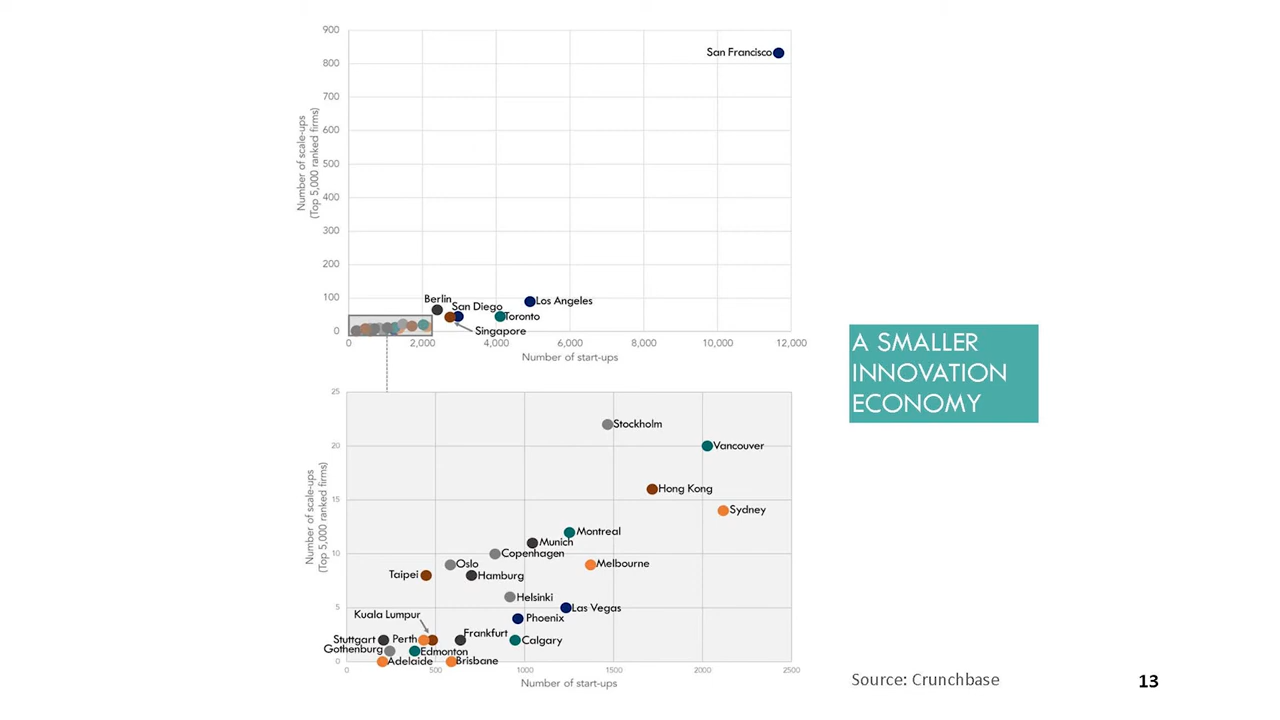 900
800
700
600
500
400
300
200
100
0
Number of scale-ups
(Top 5,000 ranked firms)
San Francisco
Berlin
San Diego
Los Angeles
Toronto
Singapore
0 2,000 4,000 6,000 8,000 10,000 12,000
Number of start-ups
25
20
15
10
5
0
Number of scale-ups
(Top 5,000 ranked firms)
Stockholm
Vancouver
Hong Kong
Sydney
Montreal
Munich
Copenhagen
Oslo
Melbourne
Taipei
Hamburg
Helsinki
Las Vegas
Kuala Lumpur
Phoenix
Stuttgart
Perth
Frankfurt
Calgary
Gothenburg
Edmonton
Adelaide
Brisbane
0 500 1000 1500 2000 2500
Number of start-ups
A SMALLER
INNOVATION
ECONOMY
Source: Crunchbase
13